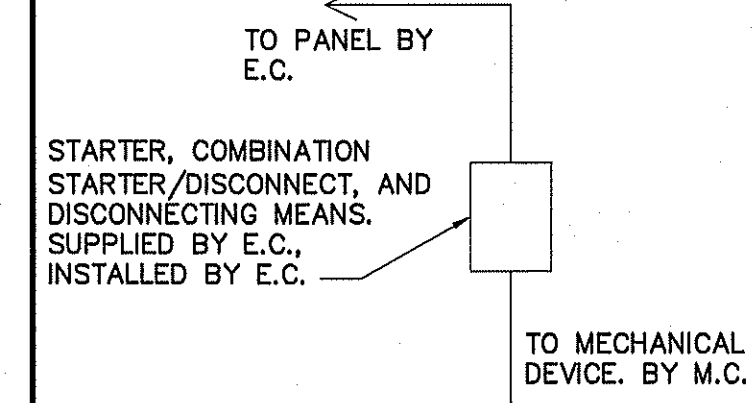 TO PANEL BY
E.C.
STARTER, COMBINATION
STARTER/DISCONNECT, AND
DISCONNECTING MEANS.
SUPPLIED BY E.C.,
INSTALLED BY E.C.
TO MECHANICAL
DEVICE. BY M.C.